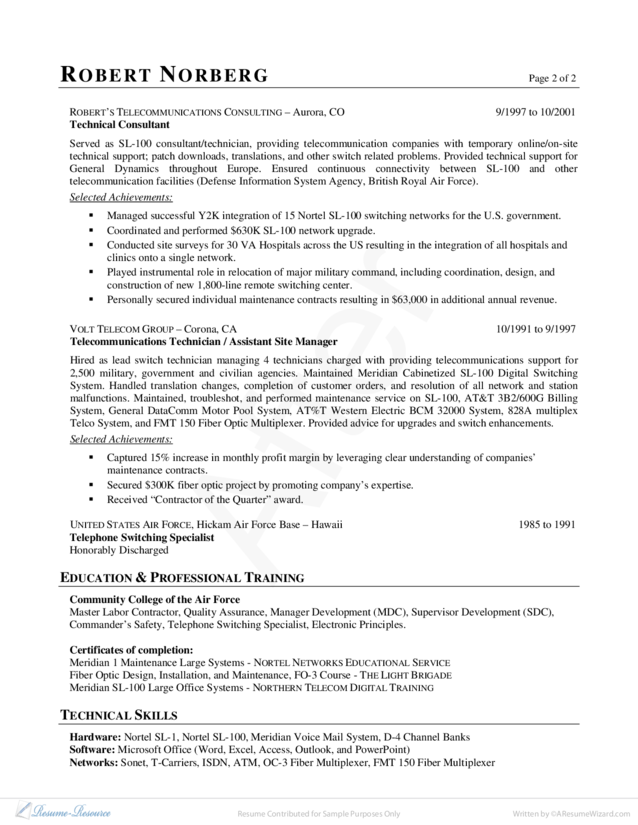 ROBERT NORBERG
Page 2 of 2
ROBERT'S TELECOMMUNICATIONS CONSULTING – Aurora, CO 9/1997 to 10/2001
Technical Consultant
Served as SL-100 consultant/technician, providing telecommunication companies with temporary online/on-site
technical support; patch downloads, translations, and other switch related problems. Provided technical support for
General Dynamics throughout Europe. Ensured continuous connectivity between SL-100 and other
telecommunication facilities (Defense Information System Agency, British Royal Air Force).
Selected Achievements:
▪ Managed successful Y2K integration of 15 Nortel SL-100 switching networks for the U.S. government.
▪ Coordinated and performed $630K SL-100 network upgrade.
▪ Conducted site surveys for 30 VA Hospitals across the US resulting in the integration of all hospitals and
clinics onto a single network.
▪ Played instrumental role in relocation of major military command, including coordination, design, and
construction of new 1,800-line remote switching center.
▪ Personally secured individual maintenance contracts resulting in $63,000 in additional annual revenue.
VOLT TELECOM GROUP – Corona, CA 10/1991 to 9/1997
Telecommunications Technician / Assistant Site Manager
Hired as lead switch technician managing 4 technicians charged with providing telecommunications support for
2,500 military, government and civilian agencies. Maintained Meridian Cabinetized SL-100 Digital Switching
System. Handled translation changes, completion of customer orders, and resolution of all network and station
malfunctions. Maintained, troubleshot, and performed maintenance service on SL-100, AT&T 3B2/600G Billing
System, General DataComm Motor Pool System, AT%T Western Electric BCM 32000 System, 828A multiplex
Telco System, and FMT 150 Fiber Optic Multiplexer. Provided advice for upgrades and switch enhancements.
Selected Achievements:
▪ Captured 15% increase in monthly profit margin by leveraging clear understanding of companies'
maintenance contracts.
▪ Secured $300K fiber optic project by promoting company's expertise.
▪ Received "Contractor of the Quarter" award.
UNITED STATES AIR FORCE, Hickam Air Force Base – Hawaii 1985 to 1991
Telephone Switching Specialist
Honorably Discharged
EDUCATION & PROFESSIONAL TRAINING
Community College of the Air Force
Master Labor Contractor, Quality Assurance, Manager Development (MDC), Supervisor Development (SDC),
Commander's Safety, Telephone Switching Specialist, Electronic Principles.
Certificates of completion:
Meridian 1 Maintenance Large Systems - NORTEL NETWORKS EDUCATIONAL SERVICE
Fiber Optic Design, Installation, and Maintenance, FO-3 Course - THE LIGHT BRIGADE
Meridian SL-100 Large Office Systems - NORTHERN TELECOM DIGITAL TRAINING
TECHNICAL SKILLS
Hardware: Nortel SL-1, Nortel SL-100, Meridian Voice Mail System, D-4 Channel Banks
Software: Microsoft Office (Word, Excel, Access, Outlook, and PowerPoint)
Networks: Sonet, T-Carriers, ISDN, ATM, OC-3 Fiber Multiplexer, FMT 150 Fiber Multiplexer
After
Resume-Resource
Resume Contributed for Sample Purposes Only
Written by ©AResumeWizard.com